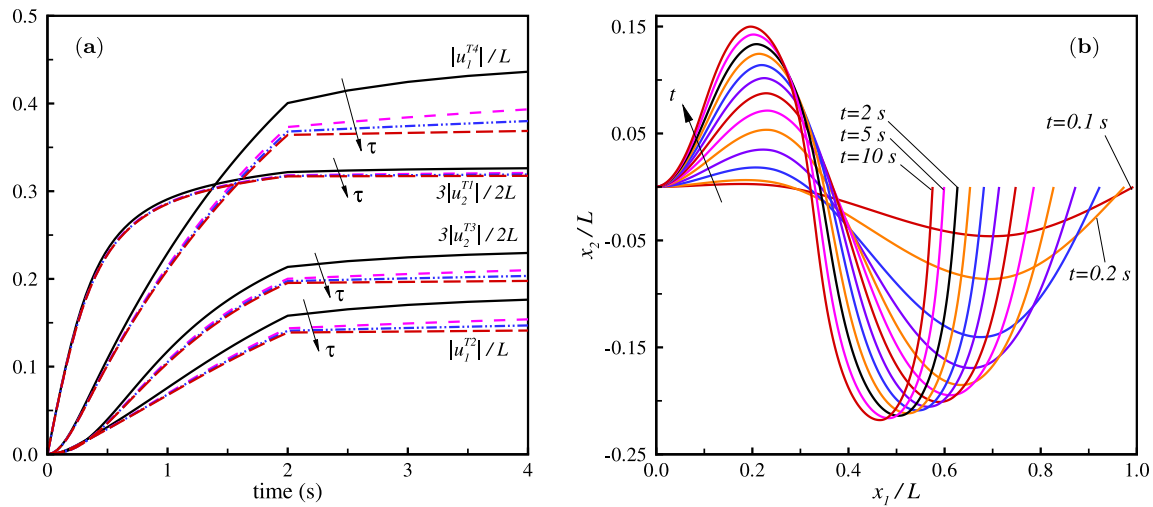 0.5
(a)
|u₁ᵀ⁴| / L
0.4
τ
0.3
τ
3|u₂ᵀ¹| / 2L
3|u₂ᵀ³| / 2L
0.2
τ
|u₁ᵀ²| / L
0.1
τ
0.0
0 1 2 3 4
time (s)
0.15
(b)
t
t=2 s
t=5 s
t=10 s
t=0.1 s
0.05
x₂ / L
-0.05
t=0.2 s
-0.15
-0.25
0.0 0.2 0.4 0.6 0.8 1.0
x₁ / L